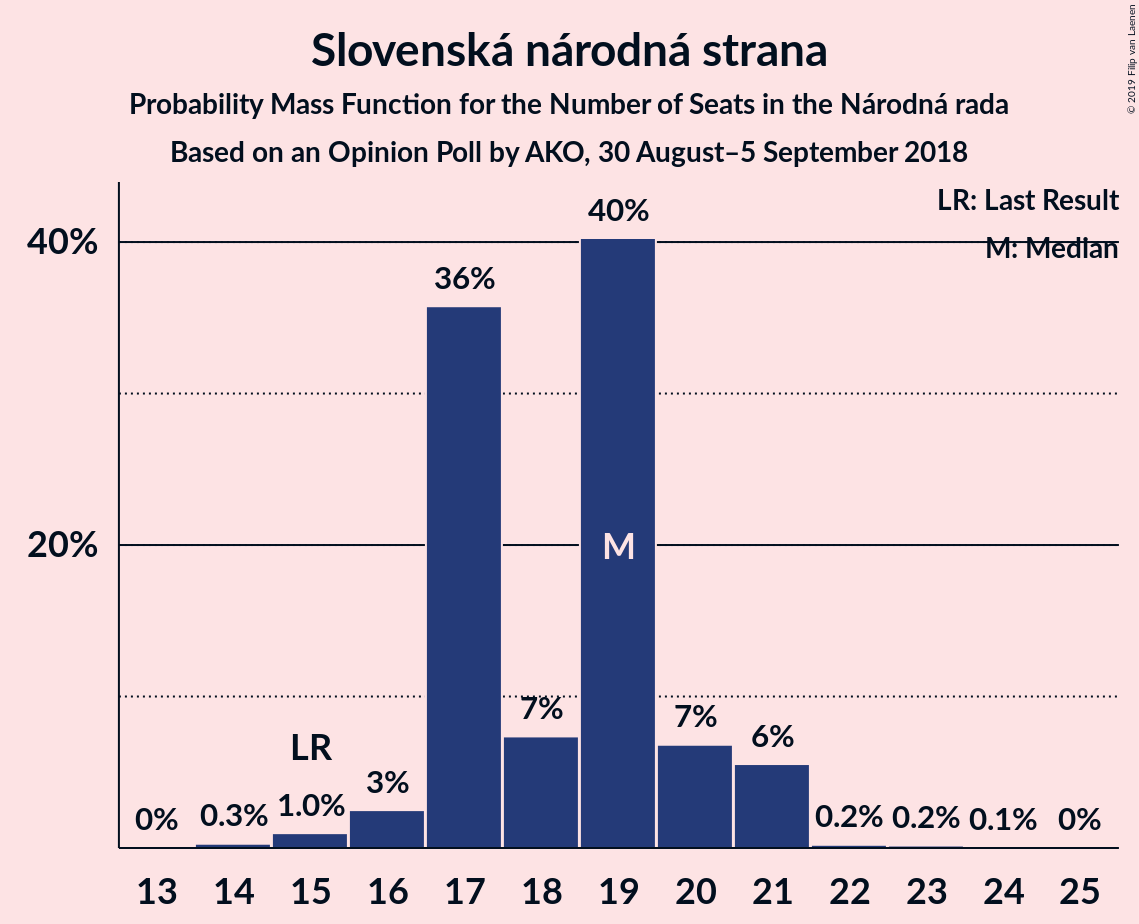 Slovenská národná strana
Probability Mass Function for the Number of Seats in the Národná rada
Based on an Opinion Poll by AKO, 30 August–5 September 2018
© 2019 Filip van Laenen
LR: Last Result
M: Median
40%
20%
0%
0.3%
1.0%
LR
3%
36%
7%
40%
M
7%
6%
0.2%
0.2%
0.1%
0%
13 14 15 16 17 18 19 20 21 22 23 24 25